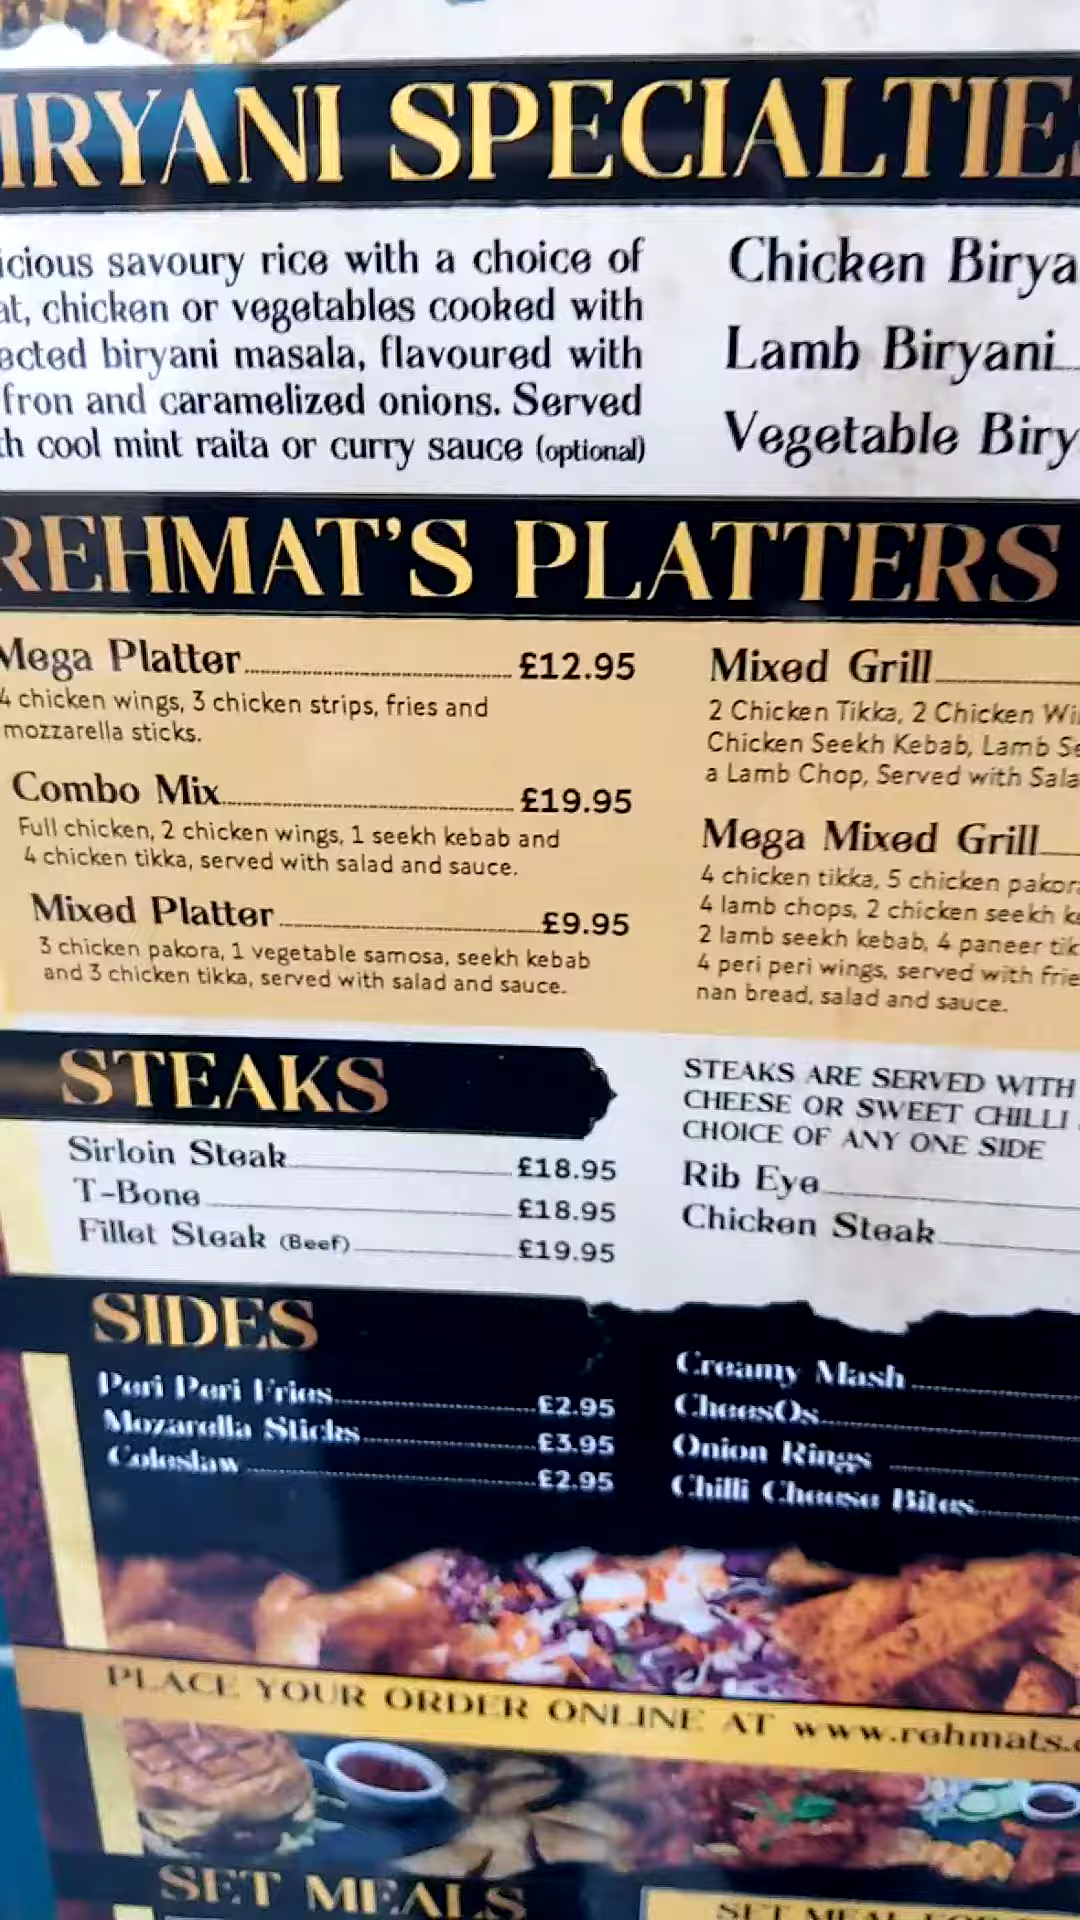 IRYANI SPECIALTIE
icious savoury rice with a choice of
at, chicken or vegetables cooked with
ected biryani masala, flavoured with
fron and caramelized onions. Served
th cool mint raita or curry sauce (optional)
Chicken Birya
Lamb Biryani
Vegetable Biry
REHMAT'S PLATTERS
Mega Platter £12.95
4 chicken wings, 3 chicken strips, fries and
mozzarella sticks.
Combo Mix £19.95
Full chicken, 2 chicken wings, 1 seekh kebab and
4 chicken tikka, served with salad and sauce.
Mixed Platter £9.95
3 chicken pakora, 1 vegetable samosa, seekh kebab
and 3 chicken tikka, served with salad and sauce.
Mixed Grill
2 Chicken Tikka, 2 Chicken Wi
Chicken Seekh Kebab, Lamb Se
a Lamb Chop, Served with Sala
Mega Mixed Grill
4 chicken tikka, 5 chicken pakora
4 lamb chops, 2 chicken seekh ke
2 lamb seekh kebab, 4 paneer tik
4 peri peri wings, served with frie
nan bread, salad and sauce.
STEAKS
Sirloin Steak £18.95
T-Bone £18.95
Fillet Steak (Beef) £19.95
STEAKS ARE SERVED WITH
CHEESE OR SWEET CHILLI
CHOICE OF ANY ONE SIDE
Rib Eye
Chicken Steak
SIDES
Peri Peri Fries £2.95
Mozarella Sticks £3.95
Coleslaw £2.95
Creamy Mash
CheesOs
Onion Rings
Chilli Cheese Bites
PLACE YOUR ORDER ONLINE AT www.rehmats.
SET MEALS
SET MEAL FOR